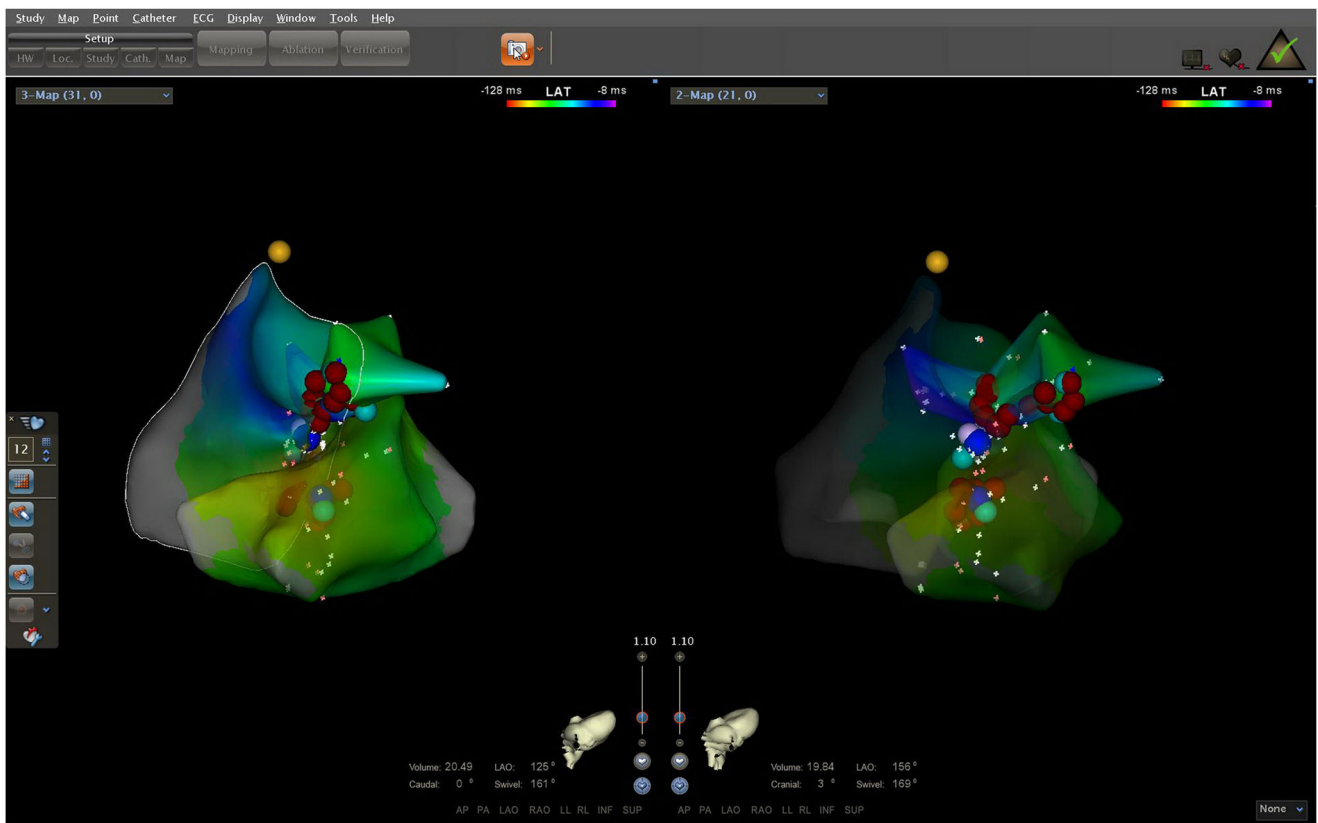 Study Map Point Catheter ECG Display Window Tools Help
Setup
HW Loc. Study Cath. Map Mapping Ablation Verification
3-Map (31, 0) -128 ms LAT -8 ms 2-Map (21, 0) -128 ms LAT -8 ms
12
1.10 1.10
Volume: 20.49 LAO: 125° Volume: 19.84 LAO: 156°
Caudal: 0 ° Swivel: 161° Cranial: 3 ° Swivel: 169°
AP PA LAO RAO LL RL INF SUP AP PA LAO RAO LL RL INF SUP
None